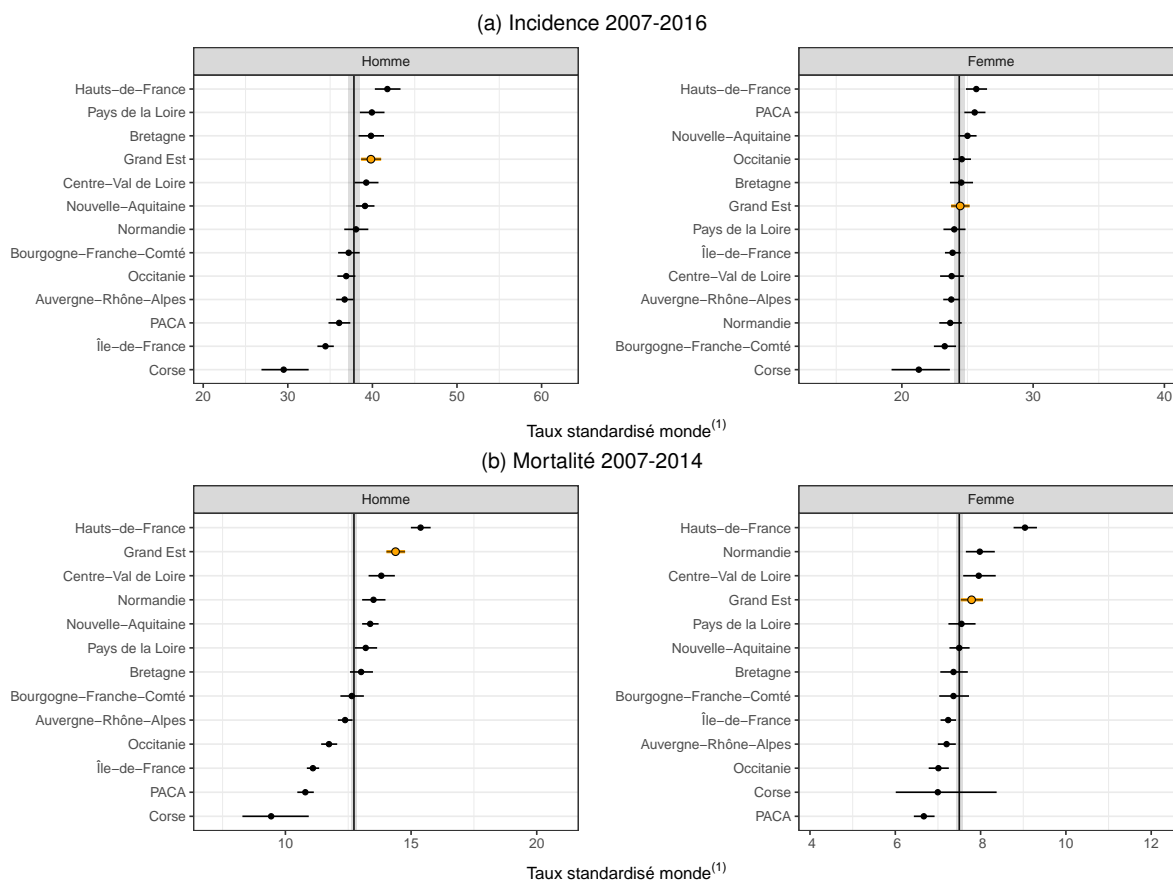 (a) Incidence 2007-2016
Homme
Hauts−de−France
Pays de la Loire
Bretagne
Grand Est
Centre−Val de Loire
Nouvelle−Aquitaine
Normandie
Bourgogne−Franche−Comté
Occitanie
Auvergne−Rhône−Alpes
PACA
Île−de−France
Corse
20 30 40 50 60
Femme
Hauts−de−France
PACA
Nouvelle−Aquitaine
Occitanie
Bretagne
Grand Est
Pays de la Loire
Île−de−France
Centre−Val de Loire
Auvergne−Rhône−Alpes
Normandie
Bourgogne−Franche−Comté
Corse
20 30 40
Taux standardisé monde(1)
(b) Mortalité 2007-2014
Homme
Hauts−de−France
Grand Est
Centre−Val de Loire
Normandie
Nouvelle−Aquitaine
Pays de la Loire
Bretagne
Bourgogne−Franche−Comté
Auvergne−Rhône−Alpes
Occitanie
Île−de−France
PACA
Corse
10 15 20
Femme
Hauts−de−France
Normandie
Centre−Val de Loire
Grand Est
Pays de la Loire
Nouvelle−Aquitaine
Bretagne
Bourgogne−Franche−Comté
Île−de−France
Auvergne−Rhône−Alpes
Occitanie
Corse
PACA
4 6 8 10 12
Taux standardisé monde(1)